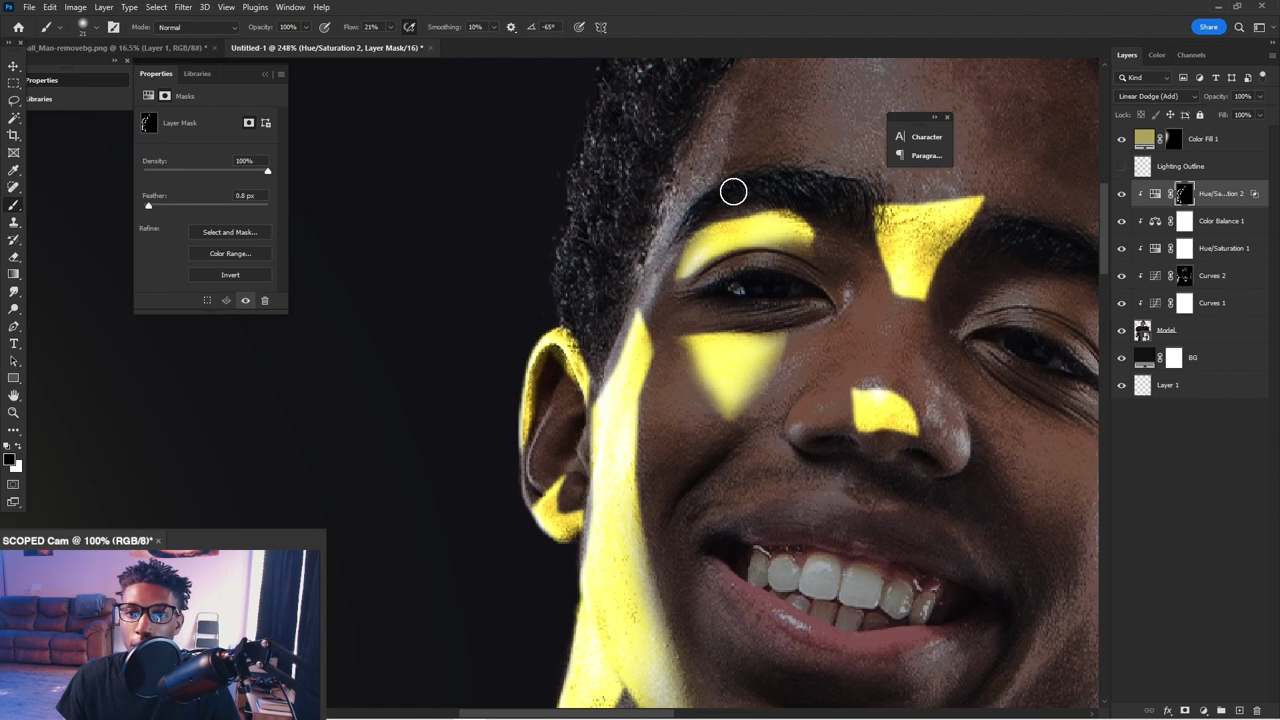 Ps File Edit Image Layer Type Select Filter 3D View Plugins Window Help
21 Mode: Normal Opacity: 100% Flow: 21% Smoothing: 10% -65° Share
all_Man-removebg.png @ 16.5% (Layer 1, RGB/8#) * × Untitled-1 @ 248% (Hue/Saturation 2, Layer Mask/16) * ×
Properties
Libraries
Properties Libraries
Masks
Layer Mask
Density: 100%
Feather: 0.8 px
Refine: Select and Mask...
Color Range...
Invert
Character
Paragra...
Layers Color Channels
Kind
Linear Dodge (Add) Opacity: 100%
Lock: Fill: 100%
Color Fill 1
Lighting Outline
Hue/Sa...tion 2
Color Balance 1
Hue/Saturation 1
Curves 2
Curves 1
Model
BG
Layer 1
fx
SCOPED Cam @ 100% (RGB/8)* ×